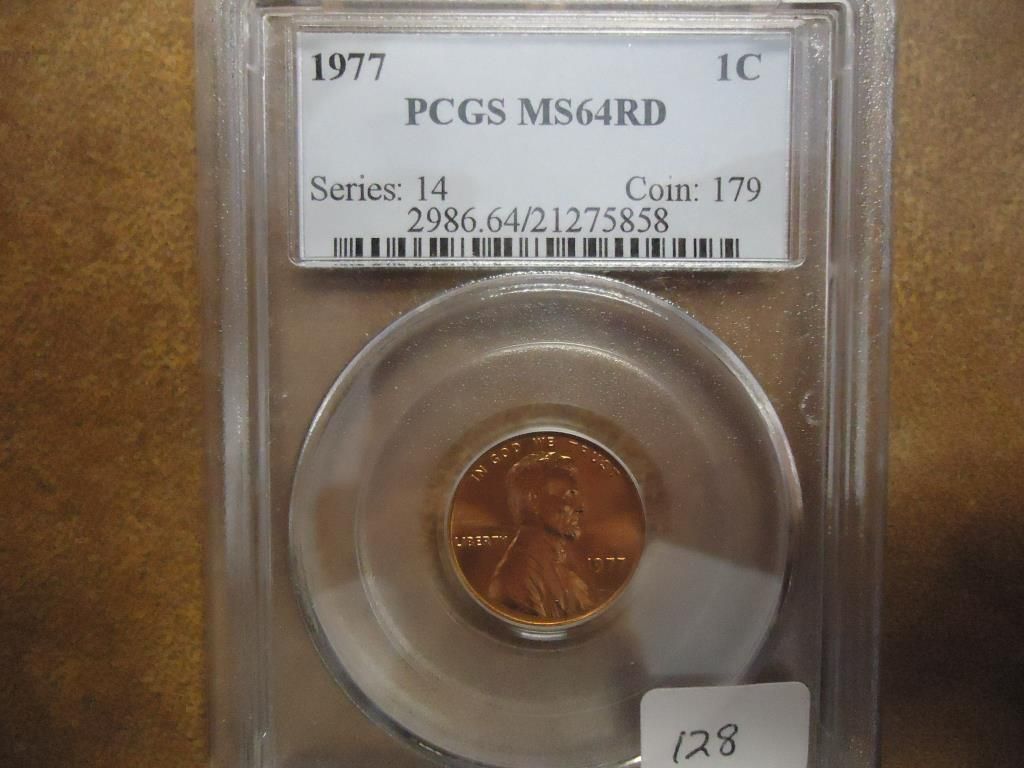 1977 1C
PCGS MS64RD
Series: 14 Coin: 179
2986.64/21275858
IN GOD WE TRUST
LIBERTY
1977
128